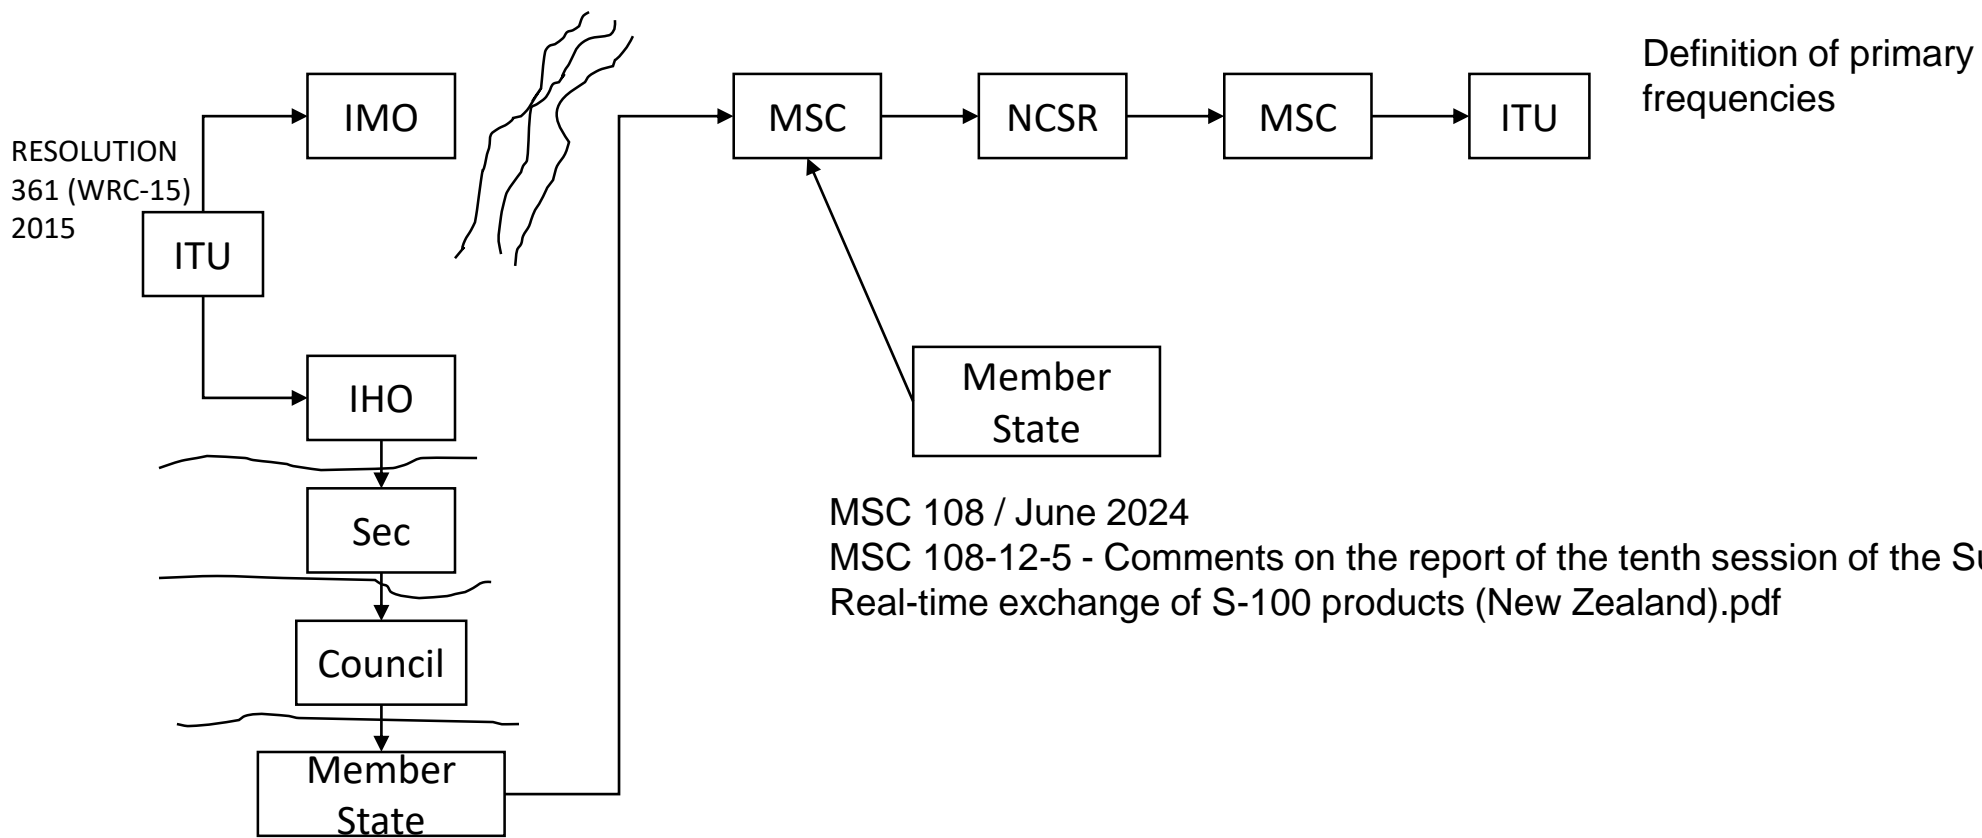 Definition of primary
frequencies
IMO
MSC
NCSR
MSC
ITU
RESOLUTION
361 (WRC-15)
2015
ITU
IHO
Member
State
Sec
MSC 108 / June 2024
MSC 108-12-5 - Comments on the report of the tenth session of the
Real-time exchange of S-100 products (New Zealand).pdf
Council
Member
State